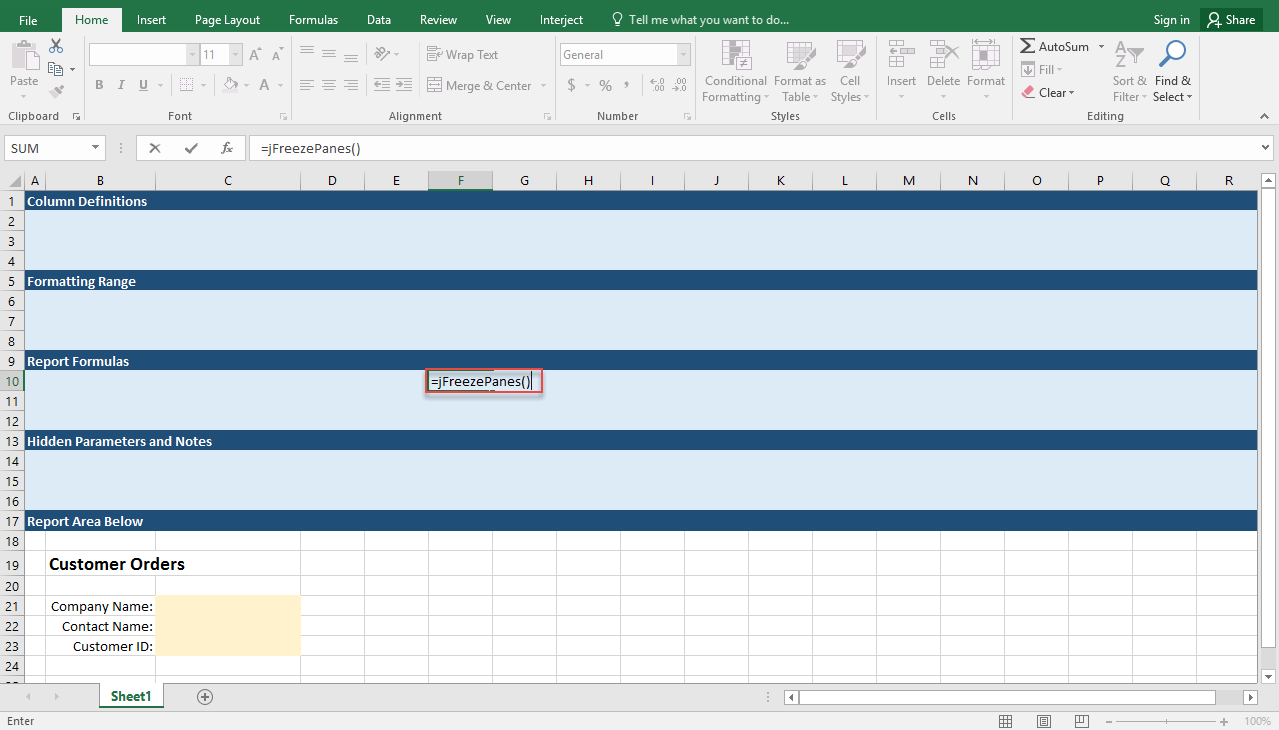 File Home Insert Page Layout Formulas Data Review View Interject Tell me what you want to do... Sign in Share
Paste
Clipboard
11 A A
B I U A
Font
Wrap Text
Merge & Center
Alignment
General
$ % , .0 .00 .00 .0
Number
Conditional Formatting
Format as Table
Cell Styles
Styles
Insert Delete Format
Cells
AutoSum
Fill
Clear
Sort & Filter
Find & Select
Editing
SUM fx =jFreezePanes()
A B C D E F G H I J K L M N O P Q R
1 Column Definitions
2
3
4
5 Formatting Range
6
7
8
9 Report Formulas
10 =jFreezePanes()
11
12
13 Hidden Parameters and Notes
14
15
16
17 Report Area Below
18
19 Customer Orders
20
21 Company Name:
22 Contact Name:
23 Customer ID:
24
Sheet1
Enter 100%